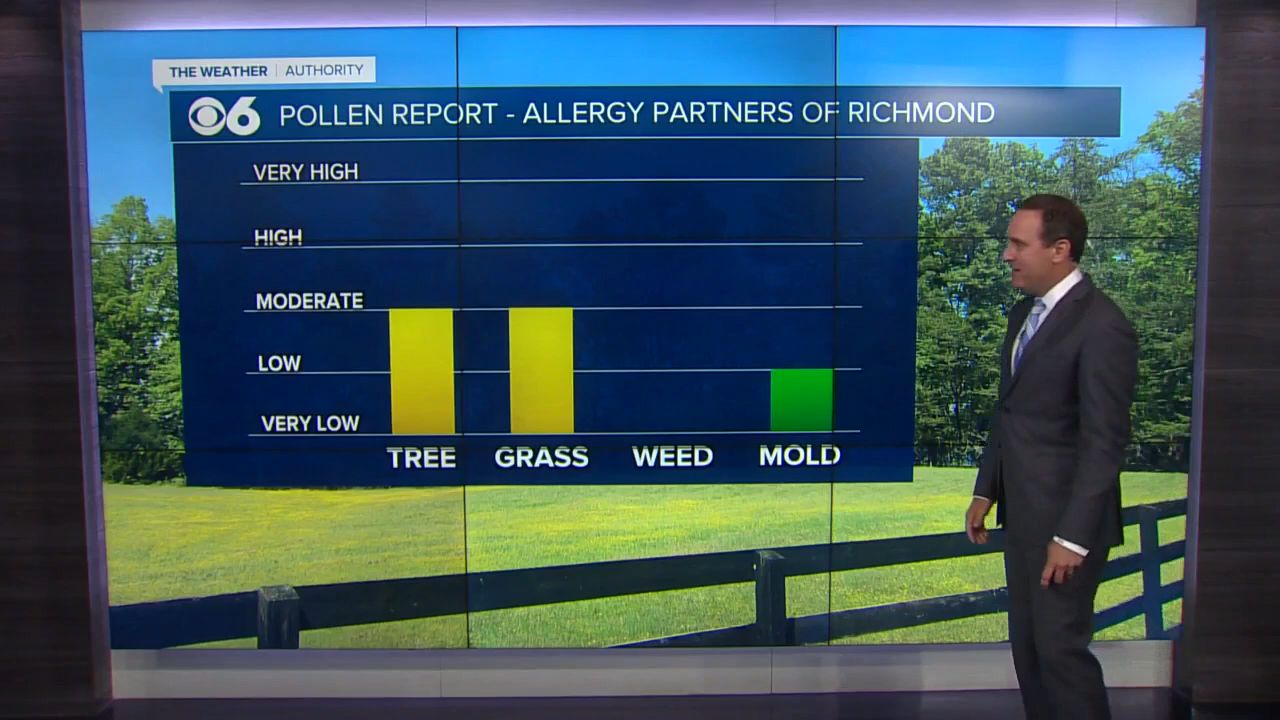 THE WEATHER | AUTHORITY
6 POLLEN REPORT - ALLERGY PARTNERS OF RICHMOND
VERY HIGH
HIGH
MODERATE
LOW
VERY LOW
TREE GRASS WEED MOLD